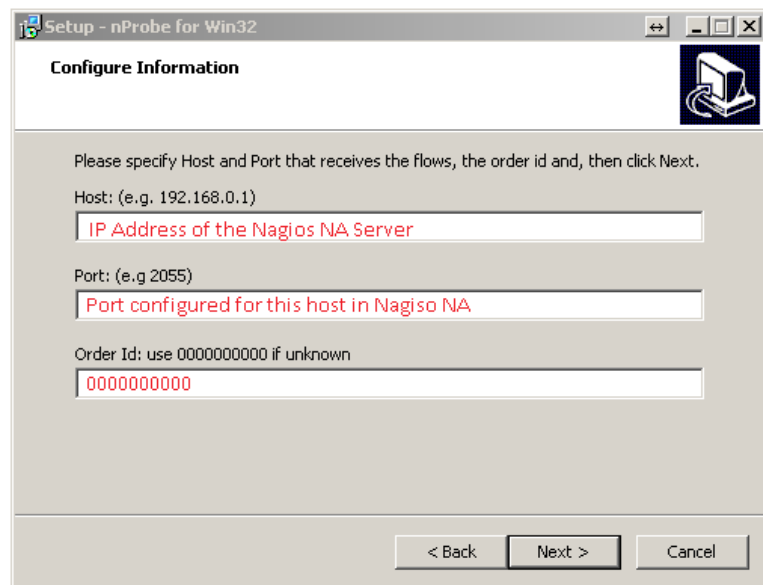 Setup - nProbe for Win32
Configure Information
Please specify Host and Port that receives the flows, the order id and, then click Next.
Host: (e.g. 192.168.0.1)
IP Address of the Nagios NA Server
Port: (e.g 2055)
Port configured for this host in Nagiso NA
Order Id: use 0000000000 if unknown
0000000000
< Back Next > Cancel